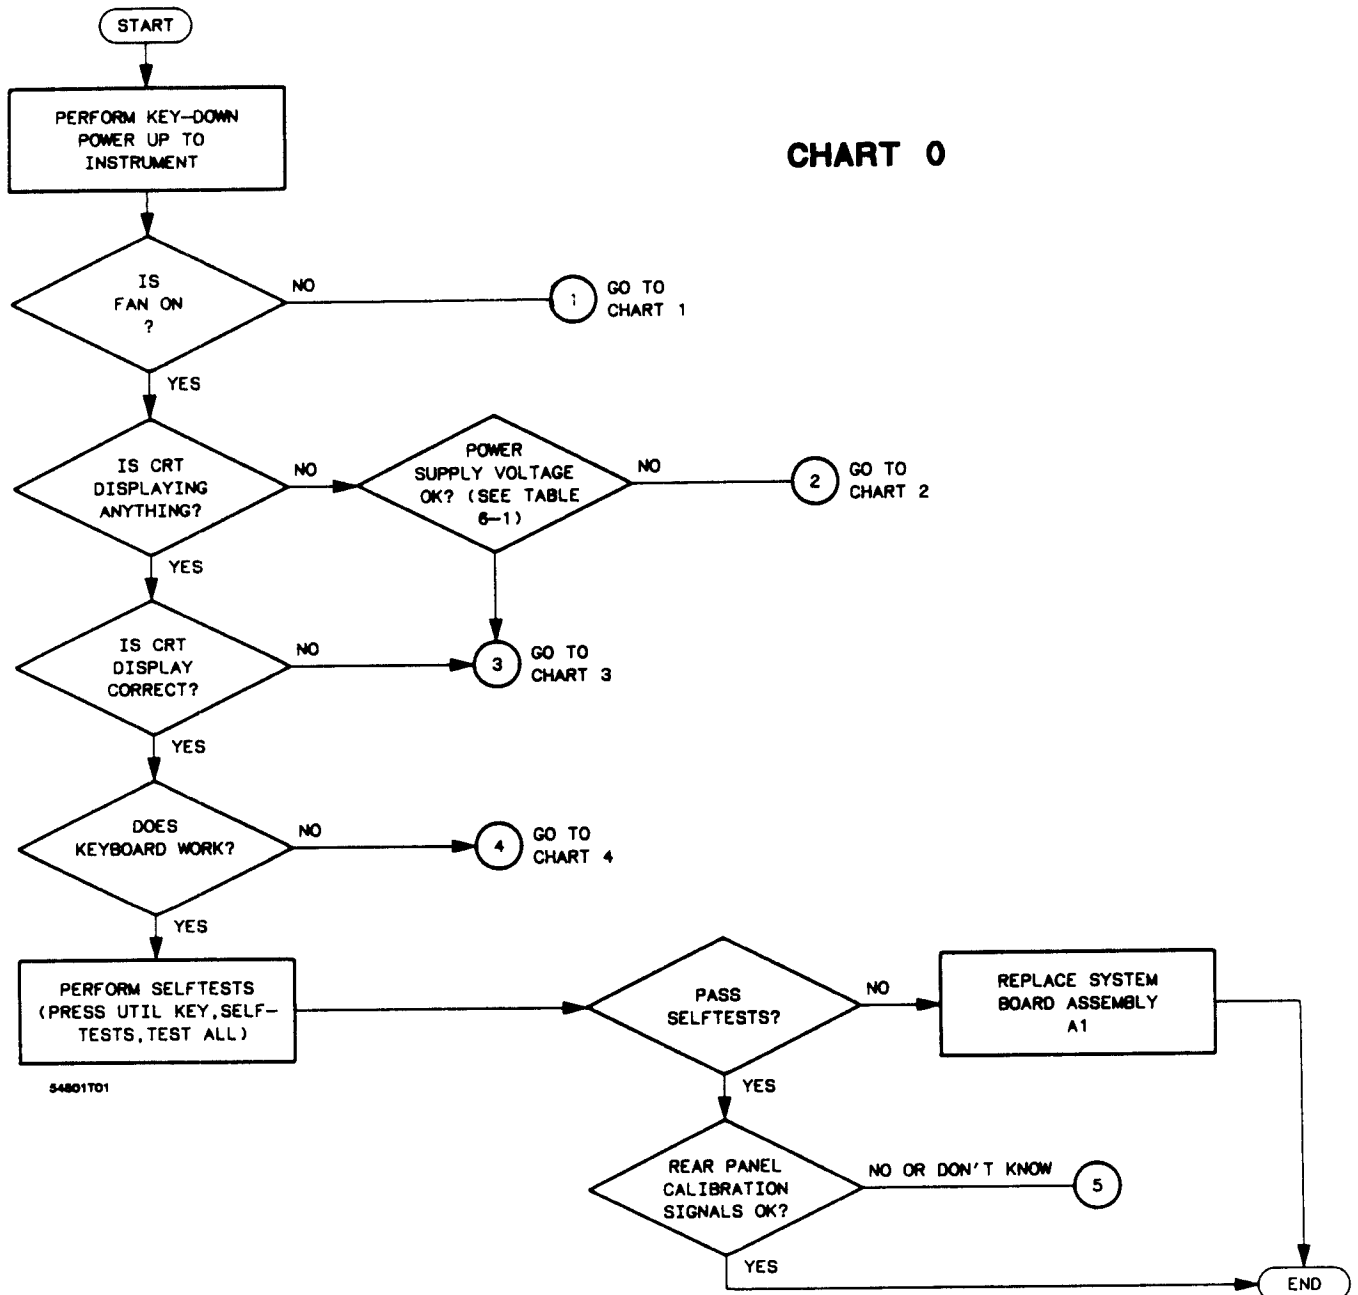 START
PERFORM KEY-DOWN
POWER UP TO
INSTRUMENT
CHART 0
IS
FAN ON
?
NO
1
GO TO
CHART 1
YES
IS CRT
DISPLAYING
ANYTHING?
NO
POWER
SUPPLY VOLTAGE
OK? (SEE TABLE
6-1)
NO
2
GO TO
CHART 2
YES
IS CRT
DISPLAY
CORRECT?
NO
3
GO TO
CHART 3
YES
DOES
KEYBOARD WORK?
NO
4
GO TO
CHART 4
YES
PERFORM SELFTESTS
(PRESS UTIL KEY,SELF-
TESTS,TEST ALL)
PASS
SELFTESTS?
NO
REPLACE SYSTEM
BOARD ASSEMBLY
A1
54801T01
YES
REAR PANEL
CALIBRATION
SIGNALS OK?
NO OR DON'T KNOW
5
YES
END